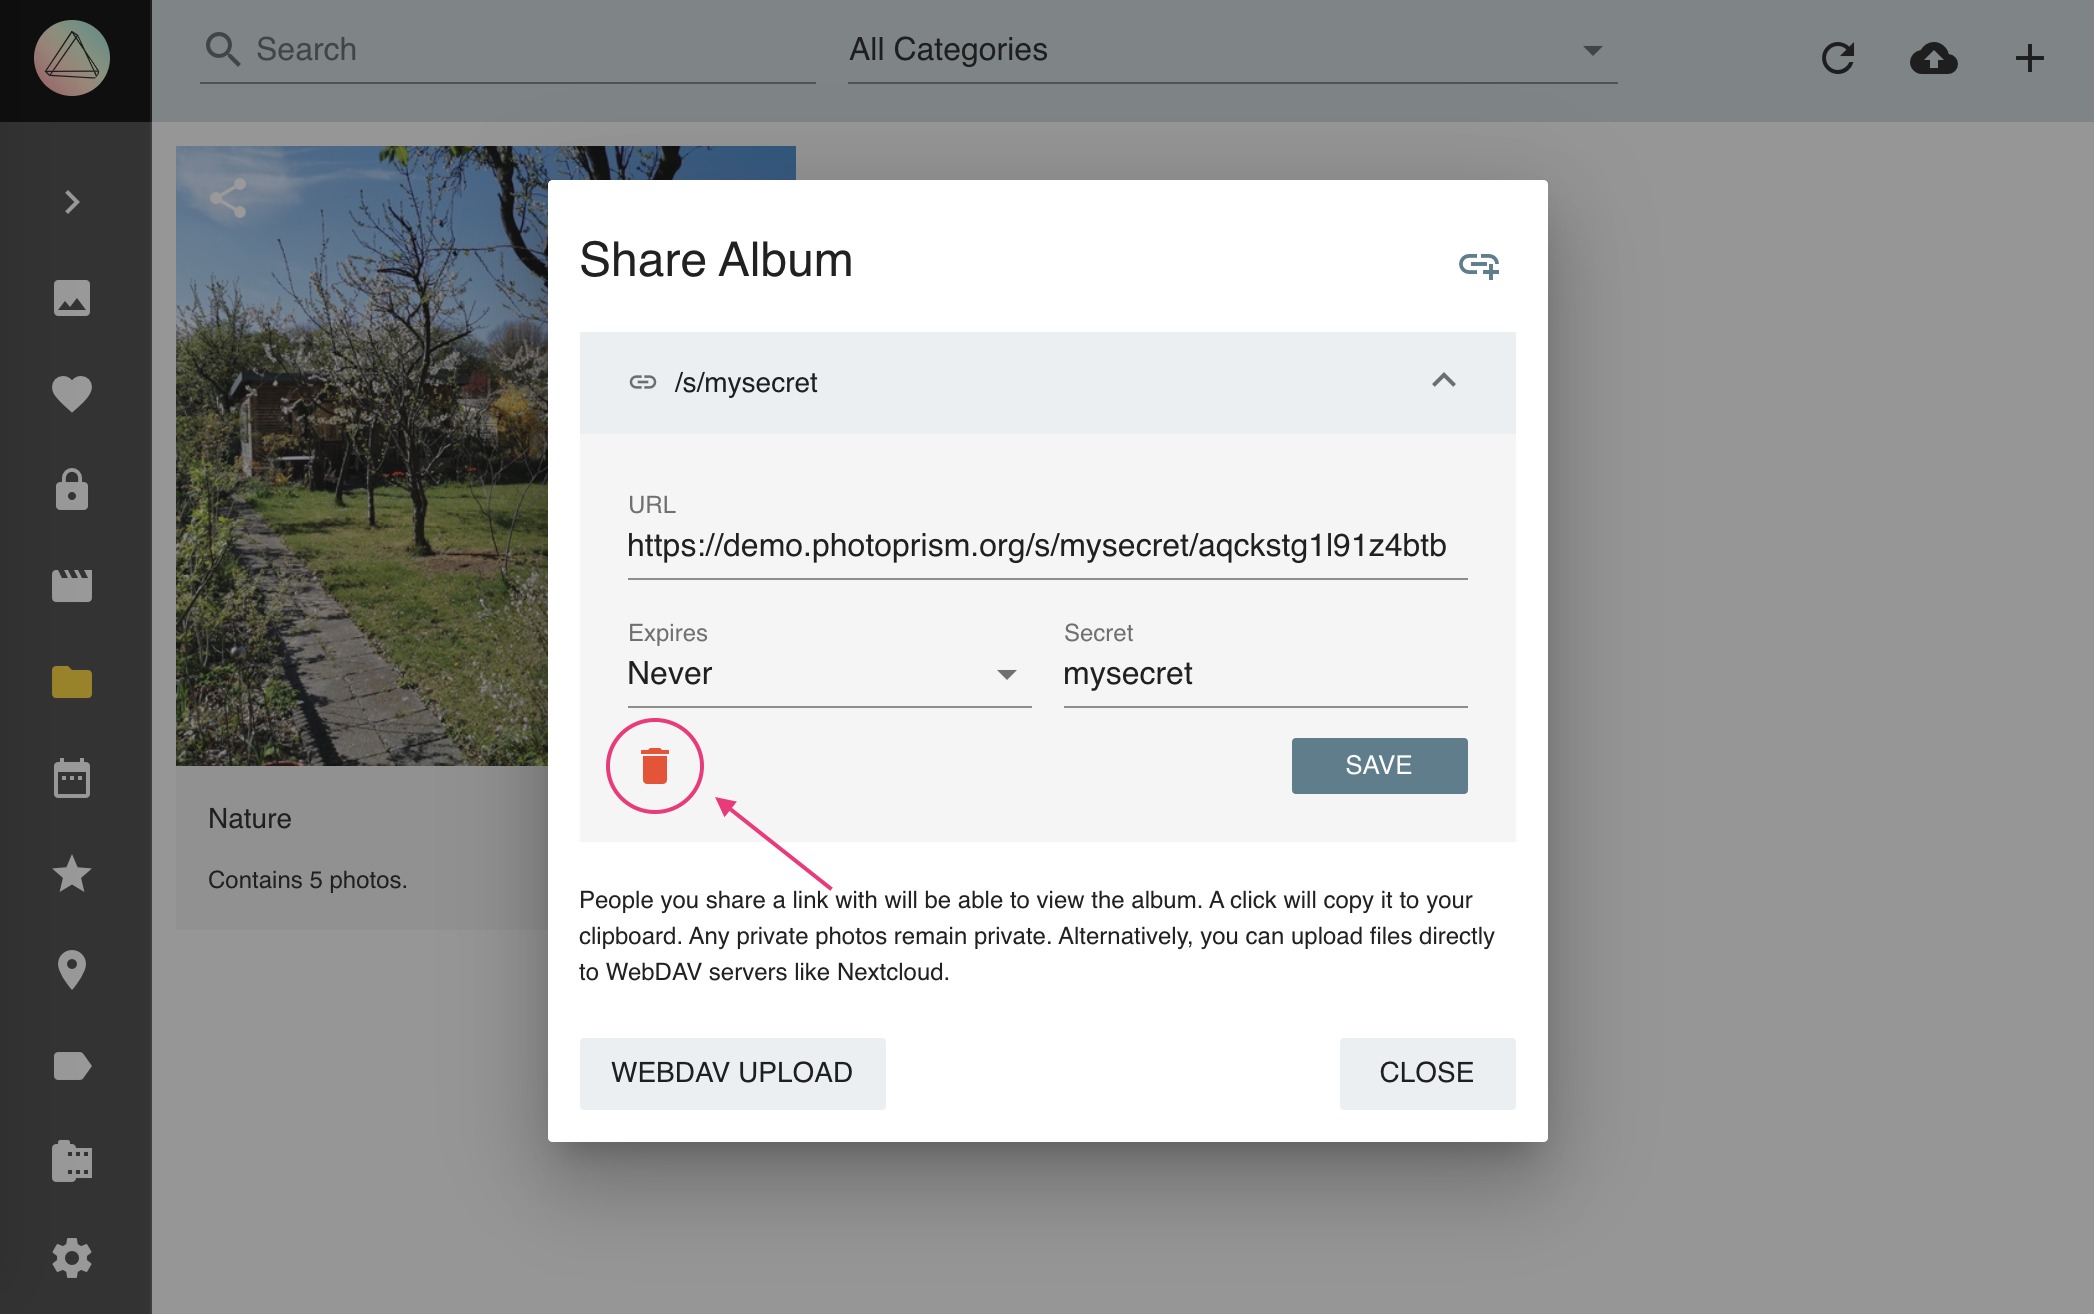 Search
All Categories
Share Album
/s/mysecret
URL
https://demo.photoprism.org/s/mysecret/aqckstg1l91z4btb
Expires
Never
Secret
mysecret
SAVE
Nature
Contains 5 photos.
People you share a link with will be able to view the album. A click will copy it to your
clipboard. Any private photos remain private. Alternatively, you can upload files directly
to WebDAV servers like Nextcloud.
WEBDAV UPLOAD
CLOSE